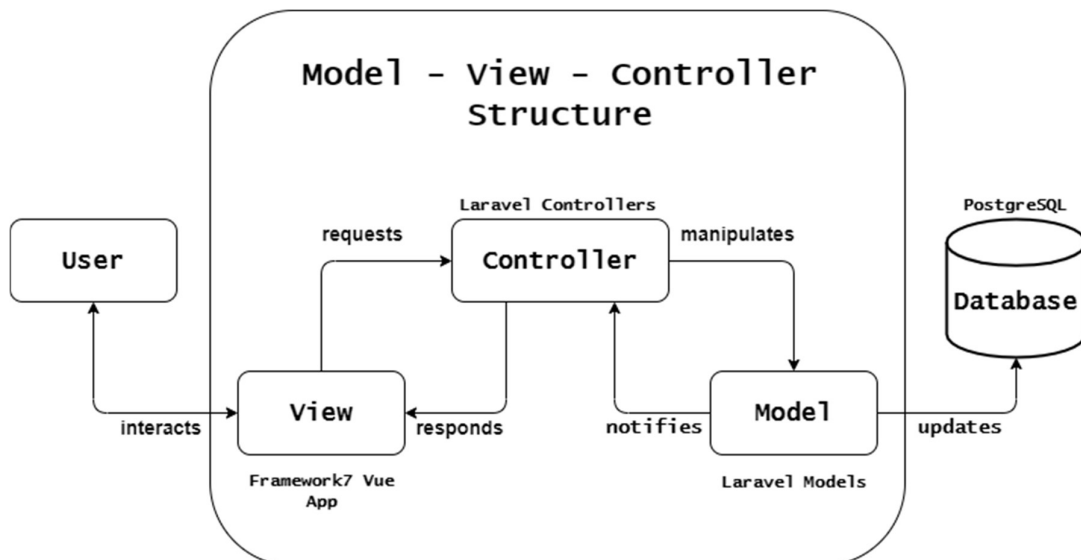 Model - View - Controller
Structure
Laravel Controllers
PostgreSQL
requests
manipulates
User
Controller
Database
View
Model
interacts
responds
notifies
updates
Framework7 Vue
App
Laravel Models